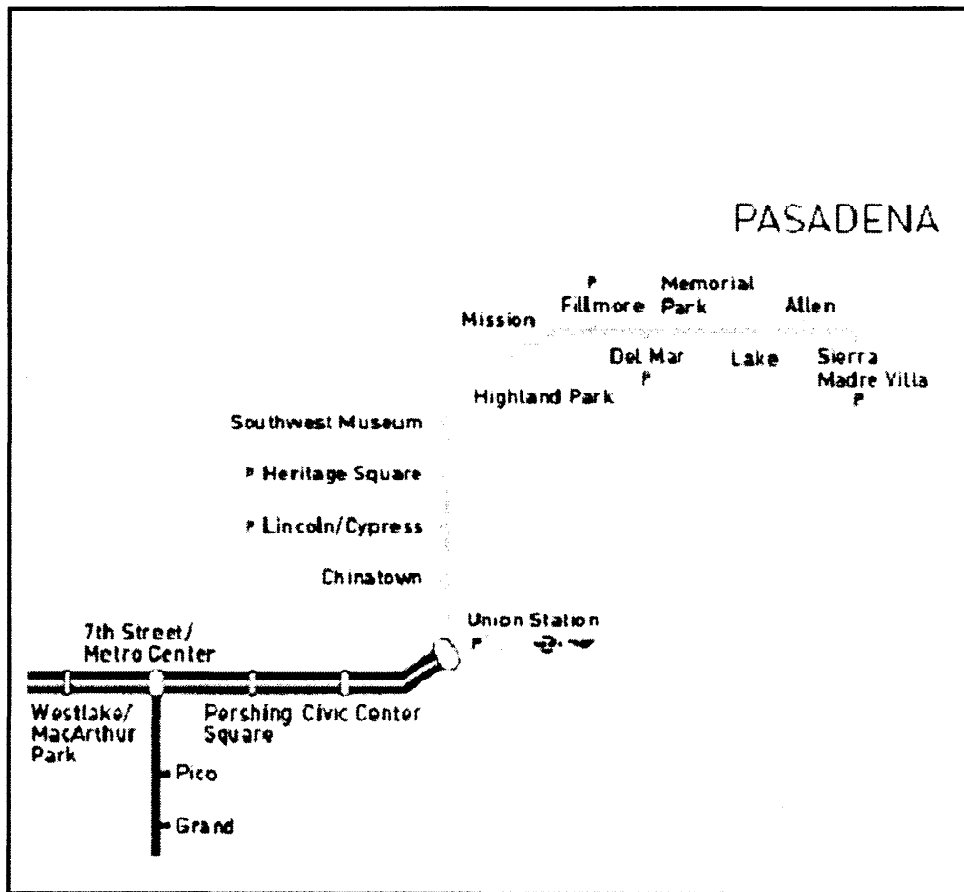 PASADENA
P
Memorial
Park
Fillmore
Allen
Mission
Del Mar
P
Lake
Sierra
Madre Villa
P
Highland Park
Southwest Museum
P Heritage Square
P Lincoln/Cypress
Chinatown
Union Station
P
7th Street/
Metro Center
Westlake/
MacArthur
Park
Pershing
Square
Civic Center
Pico
Grand